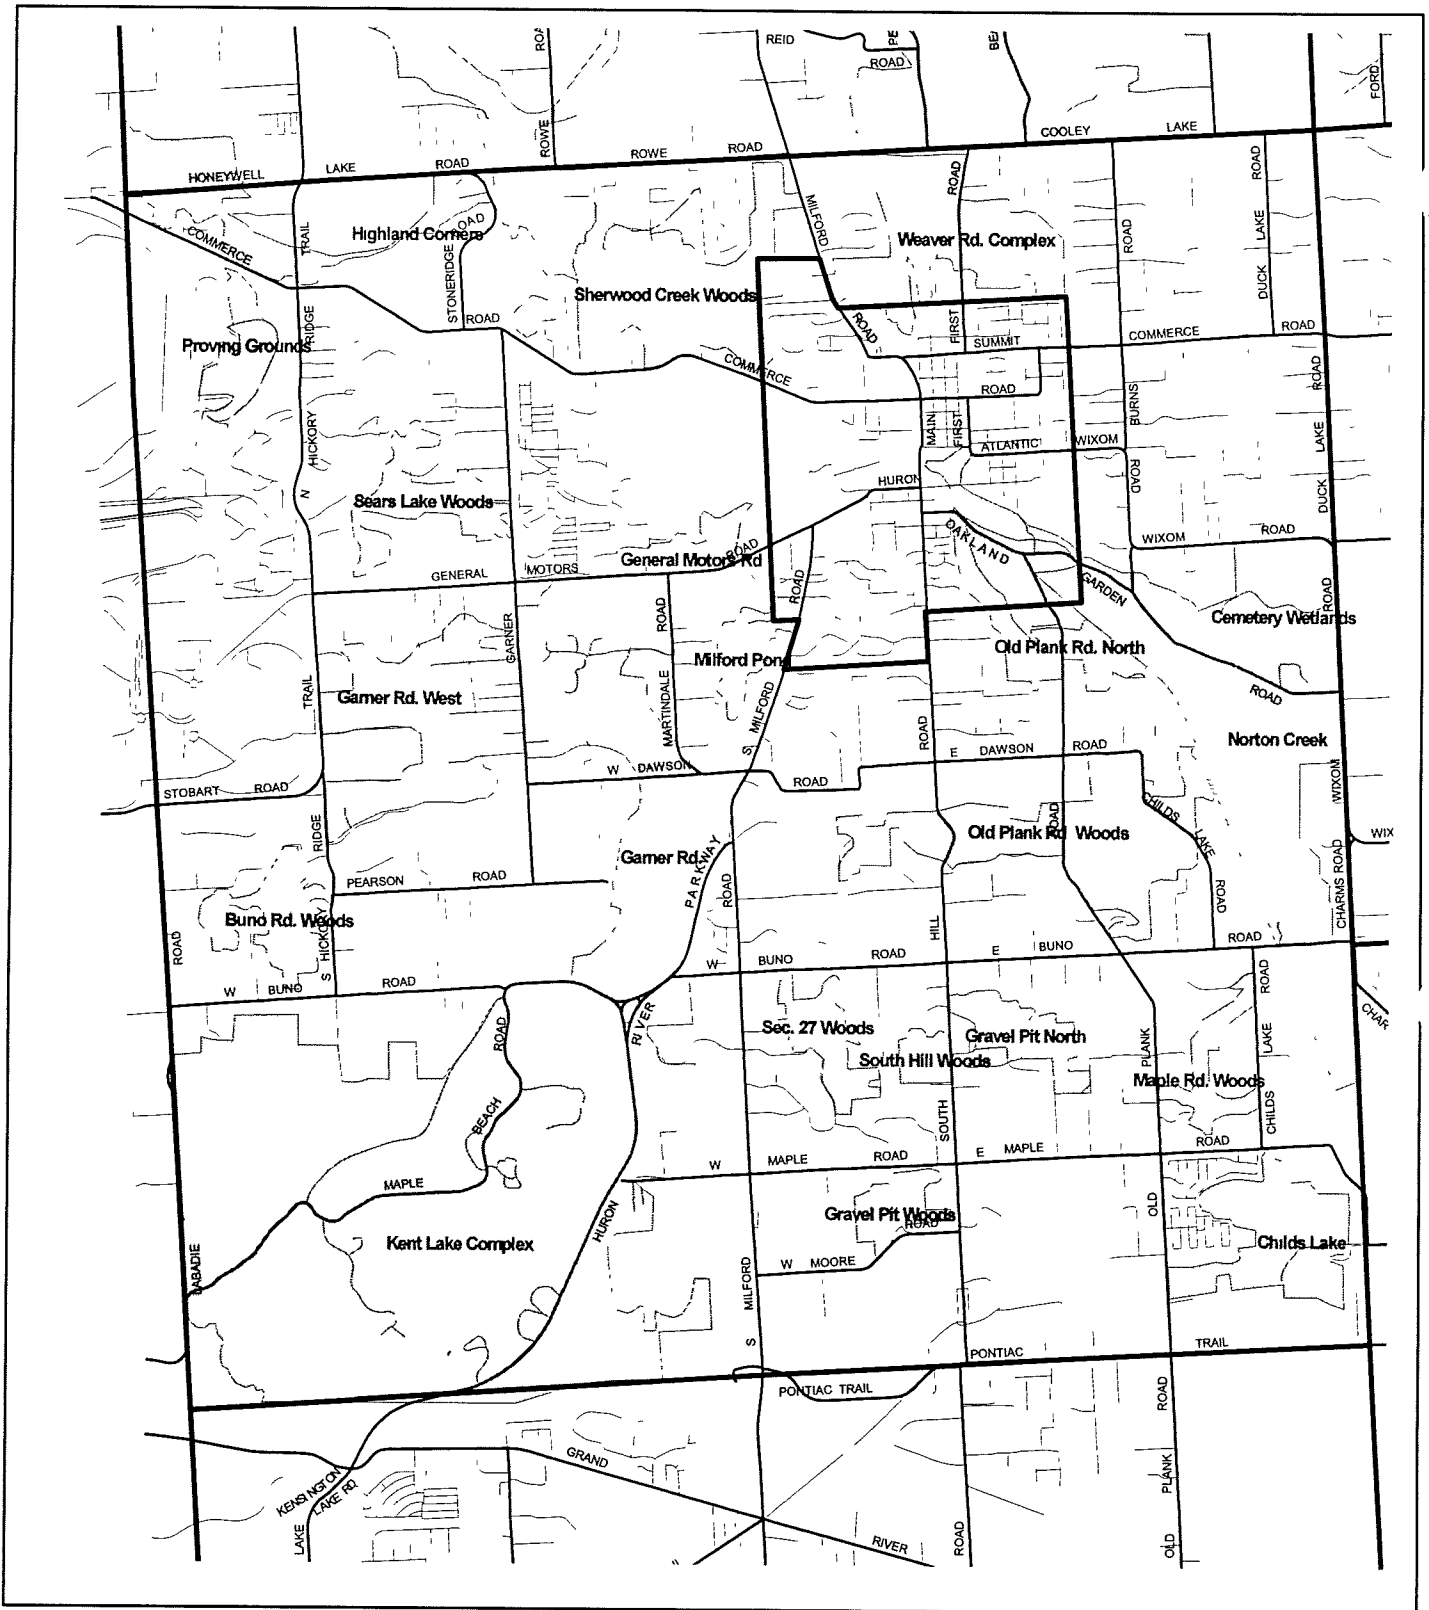 REID
ROAD
PE
BE
ROA
ROWE
FORD
COOLEY LAKE
ROWE ROAD
HONEYWELL LAKE ROAD
COMMERCE
TRAIL
Highland Corners
ROAD
STONERIDGE
ROAD
MILFORD
ROAD
Weaver Rd. Complex
ROAD
ROAD
LAKE
DUCK
Sherwood Creek Woods
Proving Grounds
RIDGE
ROAD
FIRST
SUMMIT
COMMERCE ROAD
COMMERCE
ROAD
ROAD
HICKORY
N
MAIN
FIRST
ATLANTIC
WIXOM
BURNS
ROAD
LAKE
DUCK
Sears Lake Woods
HURON
OAKLAND
WIXOM ROAD
General Motors Rd
ROAD
GENERAL MOTORS
ROAD
GARDEN
ROAD
Cemetery Wetlands
ROAD
GARNER
Milford Pond
Old Plank Rd. North
ROAD
Garner Rd. West
TRAIL
MARTINDALE
S MILFORD
ROAD
Norton Creek
W DAWSON
ROAD
E DAWSON ROAD
STOBART ROAD
WIXOM
CHILDS
LAKE
ROAD
Old Plank Rd Woods
ROAD
WIX
RIDGE
Garner Rd.
PARKWAY
ROAD
PEARSON ROAD
CHARMS ROAD
Buno Rd. Woods
S HICKORY
ROAD
HILL
W BUNO ROAD
W BUNO ROAD
E BUNO ROAD
ROAD
LAKE
CHILDS
CHAR
RIVER
ROAD
BEACH
Sec. 27 Woods
Gravel Pit North
South Hill Woods
PLANK
Maple Rd. Woods
SOUTH
W MAPLE ROAD
E MAPLE
ROAD
MAPLE
HURON
Gravel Pit Woods
ROAD
OLD
Kent Lake Complex
Childs Lake
W MOORE
LABADIE
S MILFORD
PONTIAC TRAIL
PONTIAC TRAIL
ROAD
GRAND
RIVER
KENSINGTON
LAKE RD
LAKE
ROAD
PLANK
OLD